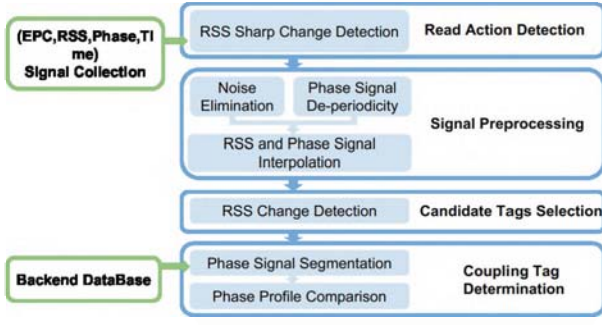 (EPC,RSS,Phase,TI
me)
Signal Collection
RSS Sharp Change Detection
Read Action Detection
Noise
Elimination
Phase Signal
De-periodicity
RSS and Phase Signal
Interpolation
Signal Preprocessing
RSS Change Detection
Candidate Tags Selection
Backend DataBase
Phase Signal Segmentation
Phase Profile Comparison
Coupling Tag
Determination